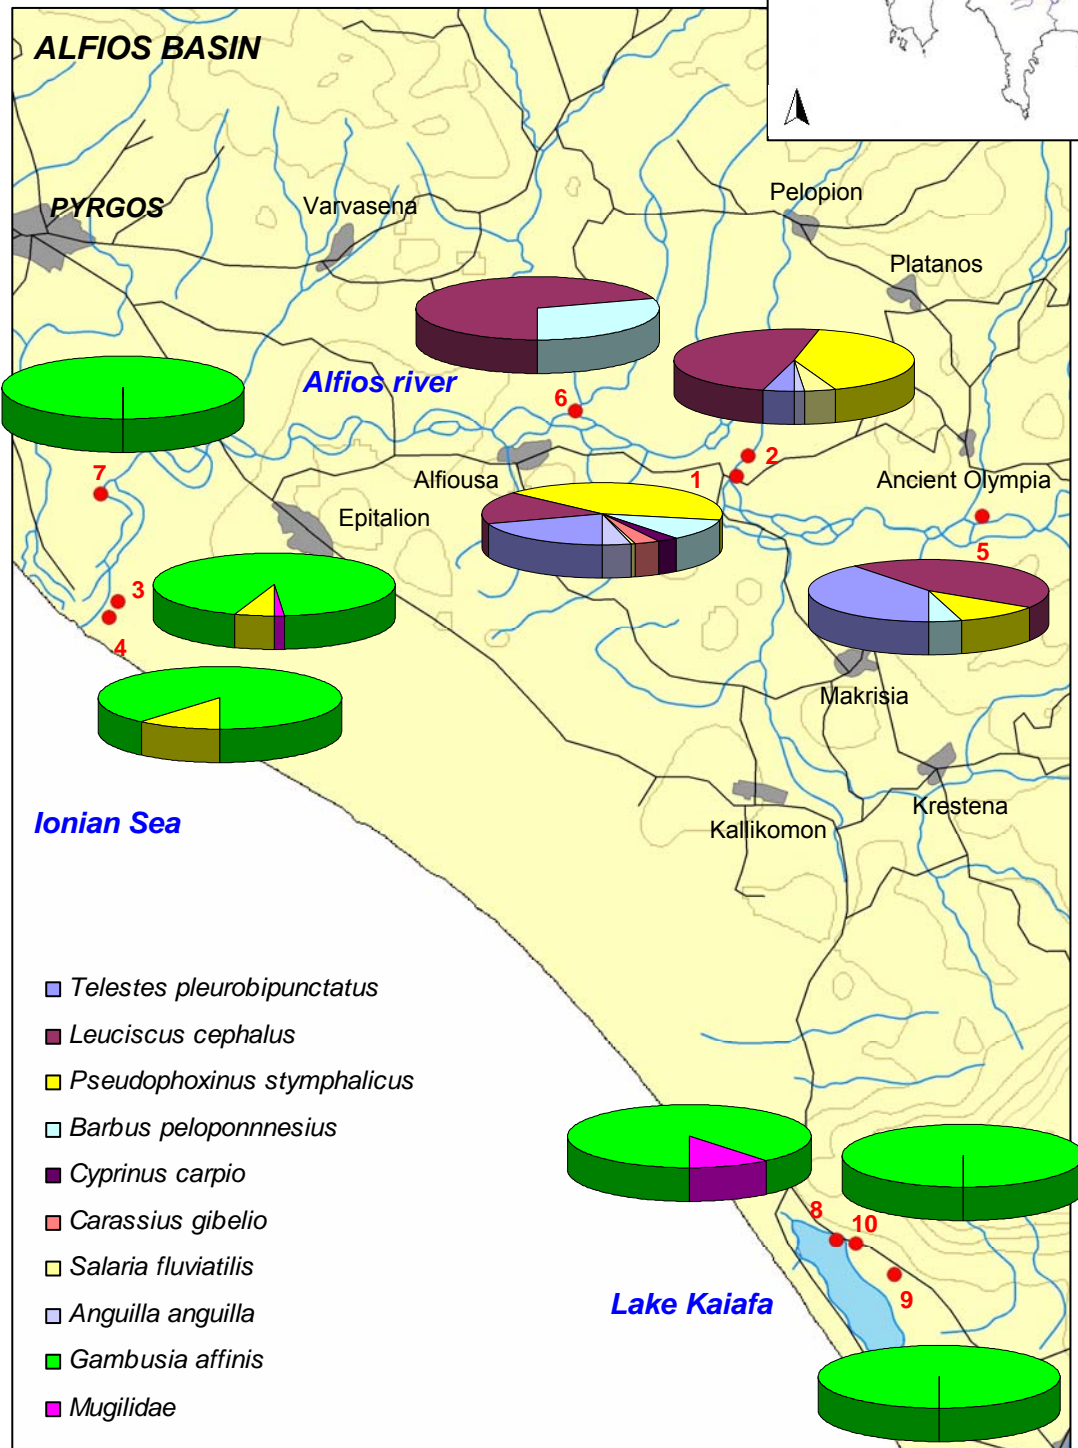 ALFIOS BASIN
Pelopion
PYRGOS
Varvasena
Platanos
Alfios river
6
2
1
7
Alfiousa
Ancient Olympia
Epitalion
5
3
4
Makrisia
Ionian Sea
Krestena
Kallikomon
Telestes pleurobipunctatus
Leuciscus cephalus
Pseudophoxinus stymphalicus
Barbus peloponnnesius
Cyprinus carpio
Carassius gibelio
Salaria fluviatilis
Anguilla anguilla
Gambusia affinis
Mugilidae
8
10
9
Lake Kaiafa